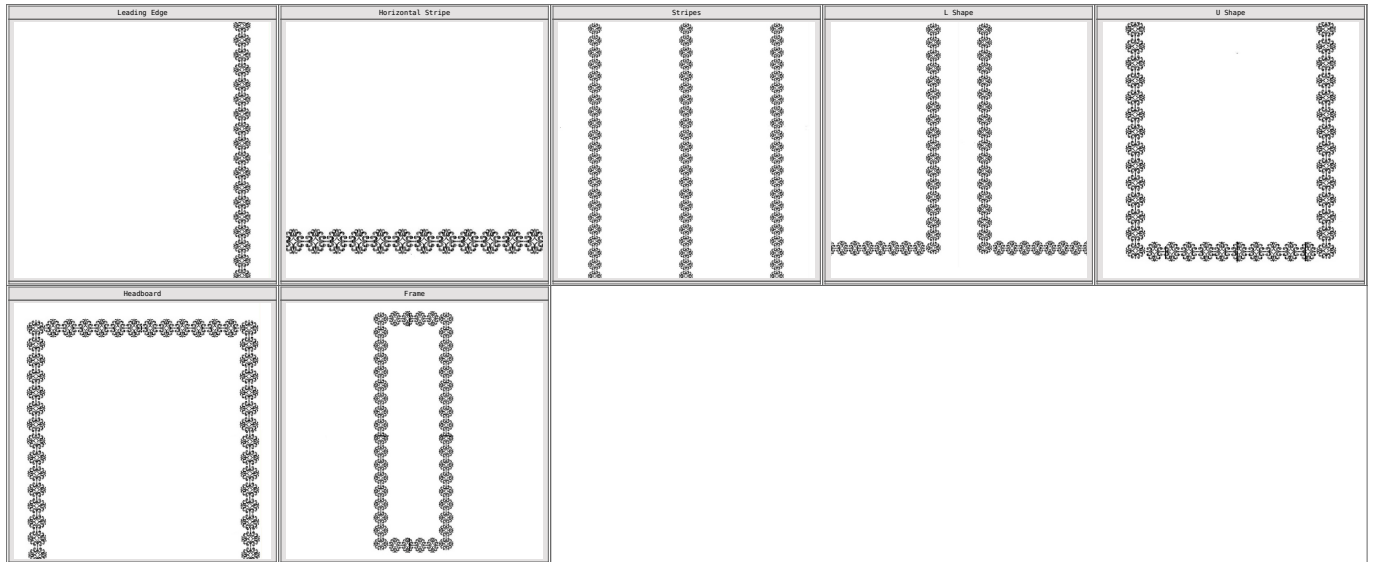 Leading Edge
Horizontal Stripe
Stripes
L Shape
U Shape
Headboard
Frame